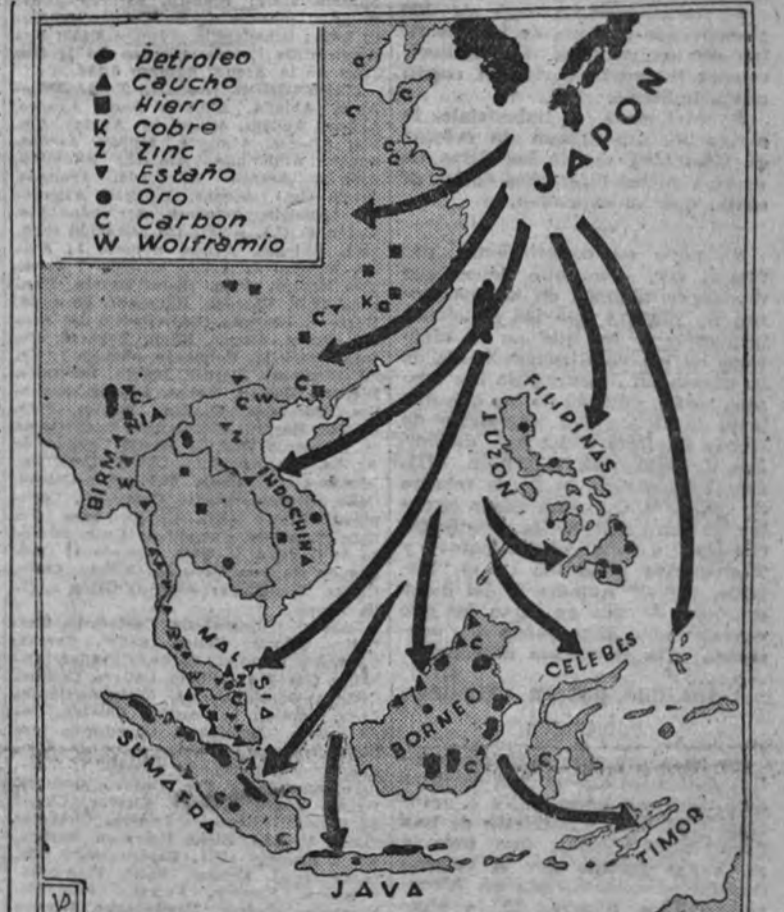 Petroleo
Caucho
Hierro
K Cobre
Z Zinc
Estaño
Oro
C Carbon
W Wolframio
JAPON
C
C
C
C
K
C
C
C
W
C
Z
BIRMANIA
W
INDOCHINA
FILIDINAS
LUZON
MALASIA
CELEBES
C
BORNEO
SUMATRA
C
C
C
C
TIMOR
JAVA